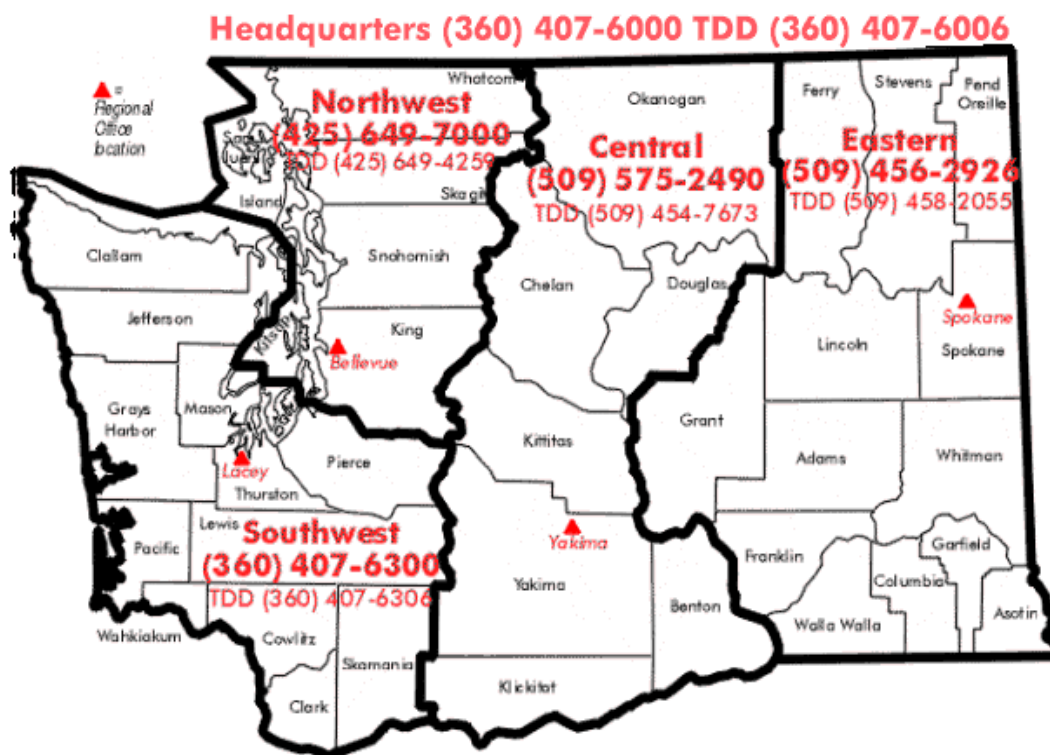 Headquarters (360) 407-6000 TDD (360) 407-6006
=
Regional
Office
location
Northwest
(425) 649-7000
TDD (425) 649-4259
Central
(509) 575-2490
TDD (509) 454-7673
Eastern
(509) 456-2926
TDD (509) 458-2055
Southwest
(360) 407-6300
TDD (360) 407-6306
Whatcom
San
Juan
Island
Skagit
Snohomish
King
Kitsap
Bellevue
Clallam
Jefferson
Grays
Harbor
Mason
Lacey
Thurston
Pierce
Pacific
Lewis
Wahkiakum
Cowlitz
Clark
Skamania
Okanogan
Chelan
Douglas
Kittitas
Yakima
Yakima
Benton
Klickitat
Ferry
Stevens
Pend
Oreille
Lincoln
Spokane
Spokane
Grant
Adams
Whitman
Franklin
Garfield
Columbia
Walla Walla
Asotin